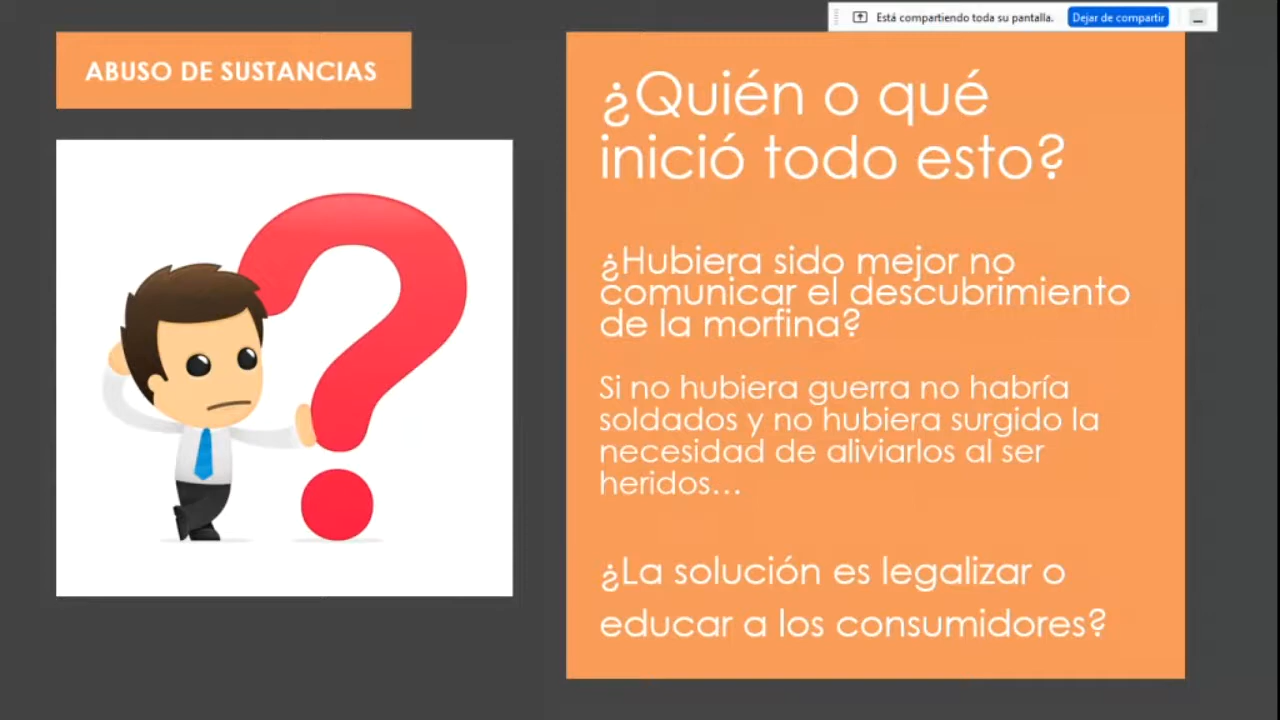 Está compartiendo toda su pantalla.
Dejar de compartir
ABUSO DE SUSTANCIAS
¿Quién o qué
inició todo esto?
¿Hubiera sido mejor no
comunicar el descubrimiento
de la morfina?
Si no hubiera guerra no habría
soldados y no hubiera surgido la
necesidad de aliviarlos al ser
heridos...
¿La solución es legalizar o
educar a los consumidores?